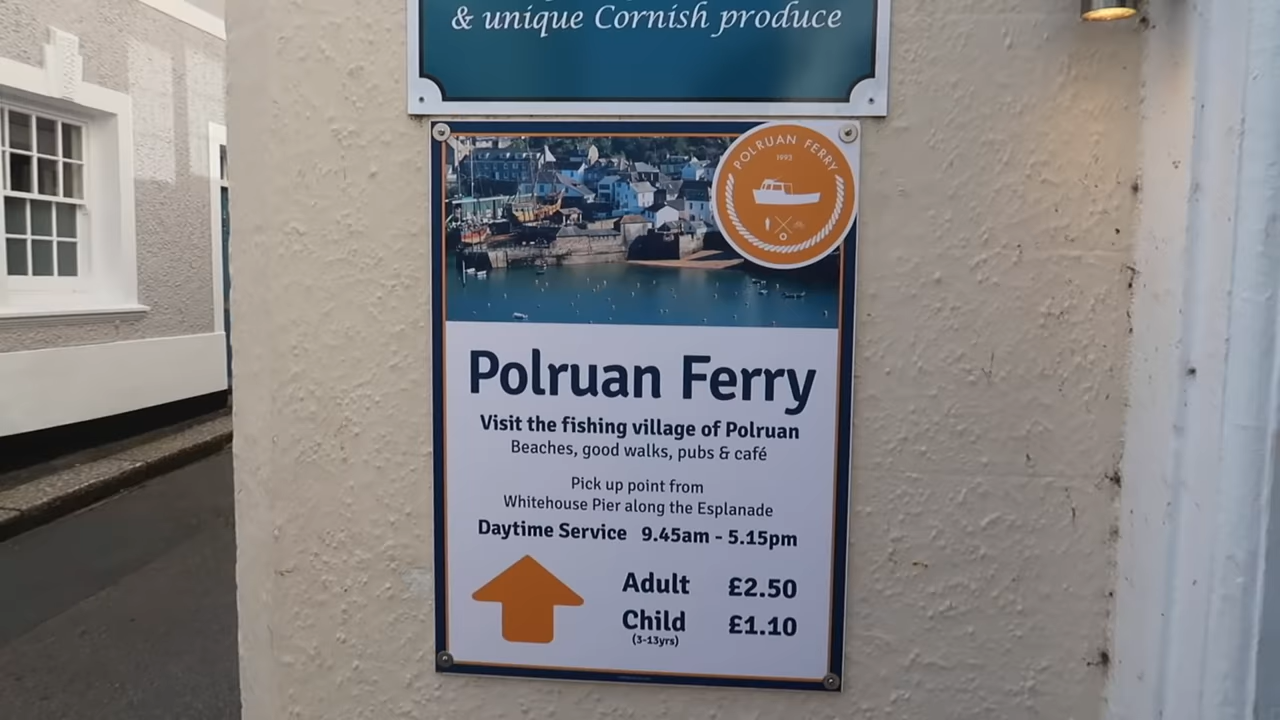 & unique Cornish produce
POLRUAN FERRY
1993
Polruan Ferry
Visit the fishing village of Polruan
Beaches, good walks, pubs & café
Pick up point from
Whitehouse Pier along the Esplanade
Daytime Service 9.45am - 5.15pm
Adult £2.50
Child £1.10
(3-13yrs)